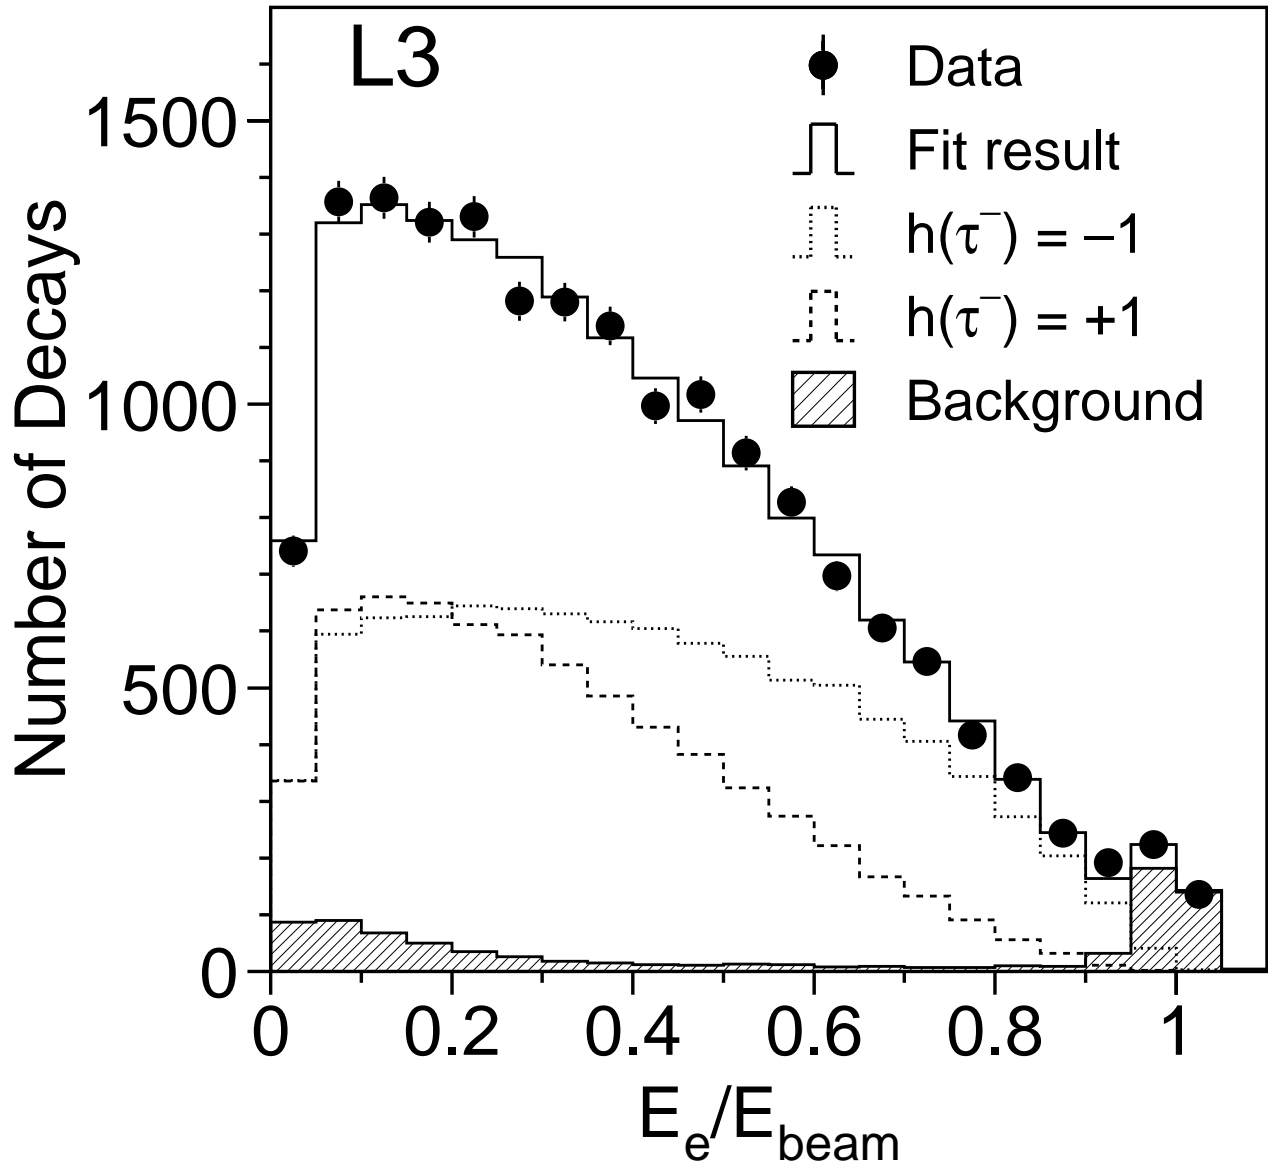 L3
Data
Fit result
h(τ⁻) = –1
h(τ⁻) = +1
Background
Number of Decays
1500
1000
500
0
0 0.2 0.4 0.6 0.8 1
E_e/E_beam